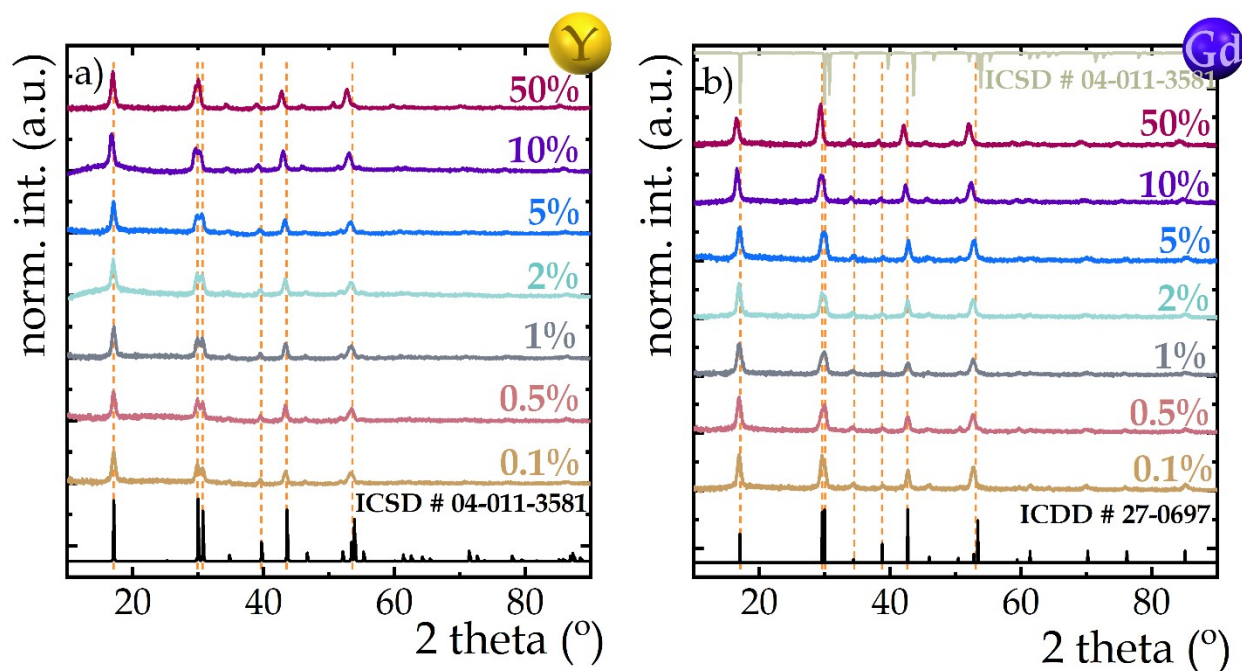 a)
Y
norm. int. (a.u.)
50%
10%
5%
2%
1%
0.5%
0.1%
ICSD # 04-011-3581
20
40
60
80
2 theta (º)
b)
Gd
ICSD # 04-011-3581
norm. int. (a.u.)
50%
10%
5%
2%
1%
0.5%
0.1%
ICDD # 27-0697
20
40
60
80
2 theta (º)